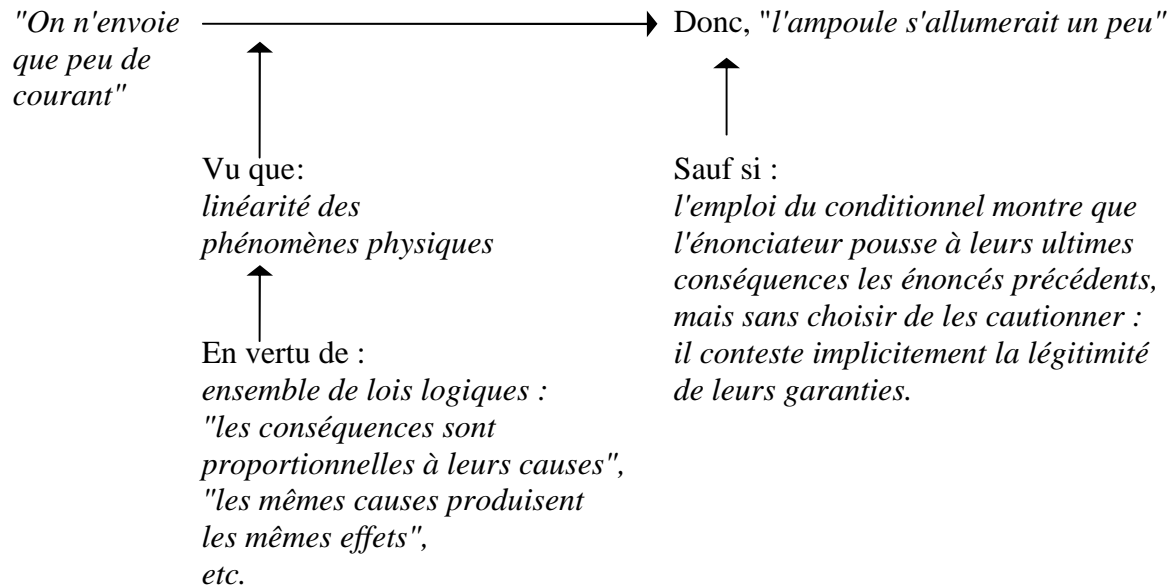 "On n'envoie
que peu de
courant"
Donc, "l'ampoule s'allumerait un peu"
Vu que:
linéarité des
phénomènes physiques
En vertu de :
ensemble de lois logiques :
"les conséquences sont
proportionnelles à leurs causes",
"les mêmes causes produisent
les mêmes effets",
etc.
Sauf si :
l'emploi du conditionnel montre que
l'énonciateur pousse à leurs ultimes
conséquences les énoncés précédents,
mais sans choisir de les cautionner :
il conteste implicitement la légitimité
de leurs garanties.